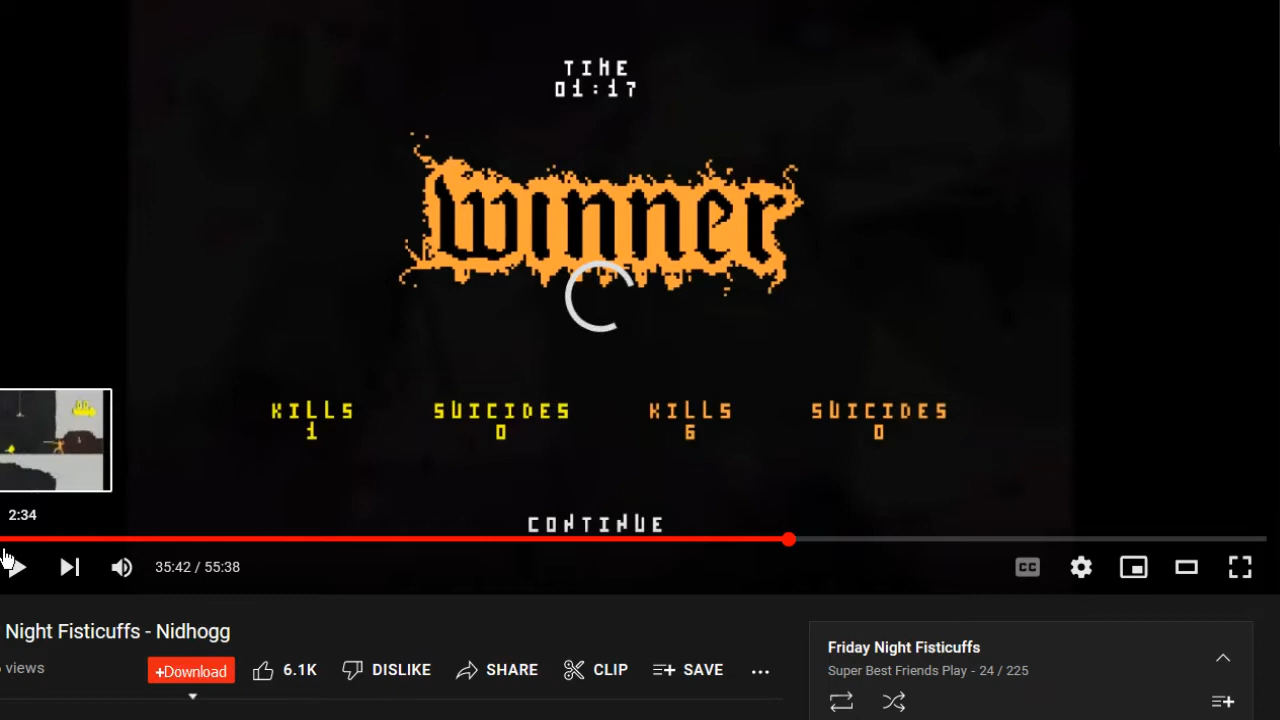 TIME
01:17
winner
KILLS SUICIDES KILLS SUICIDES
1 0 6 0
2:34
CONTINUE
35:42 / 55:38
CC
Night Fisticuffs - Nidhogg
views
+Download 6.1K DISLIKE SHARE CLIP SAVE ...
Friday Night Fisticuffs
Super Best Friends Play - 24 / 225